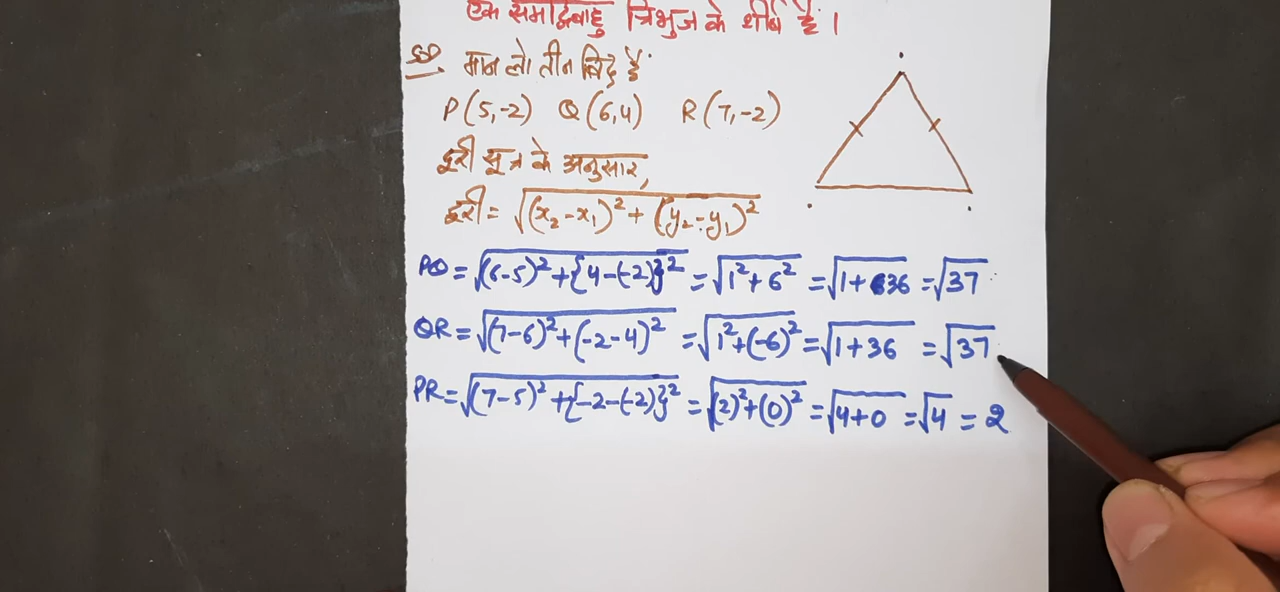 एक समद्विबाहु त्रिभुज के शीर्ष हैं।
Sol मान लो तीन बिंदु हैं
P(5,-2) Q(6,4) R(7,-2)
दूरी सूत्र के अनुसार,
दूरी = √(x₂-x₁)² + (y₂-y₁)²
PQ = √(6-5)² + {4-(-2)}² = √1² + 6² = √1 + 36 = √37
QR = √(7-6)² + (-2-4)² = √1² + (-6)² = √1 + 36 = √37
PR = √(7-5)² + {-2-(-2)}² = √(2)² + (0)² = √4+0 = √4 = 2